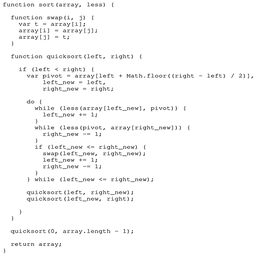 function sort(array, less) {
function swap(i, j) {
var t = array[i];
array[i] = array[j];
array[j] = t;
}
function quicksort(left, right) {
if (left < right) {
var pivot = array[left + Math.floor((right - left) / 2)],
left_new = left,
right_new = right;
do {
while (less(array[left_new], pivot)) {
left_new += 1;
}
while (less(pivot, array[right_new])) {
right_new -= 1;
}
if (left_new <= right_new) {
swap(left_new, right_new);
left_new += 1;
right_new -= 1;
}
} while (left_new <= right_new);
quicksort(left, right_new);
quicksort(left_new, right);
}
}
quicksort(0, array.length - 1);
return array;
}